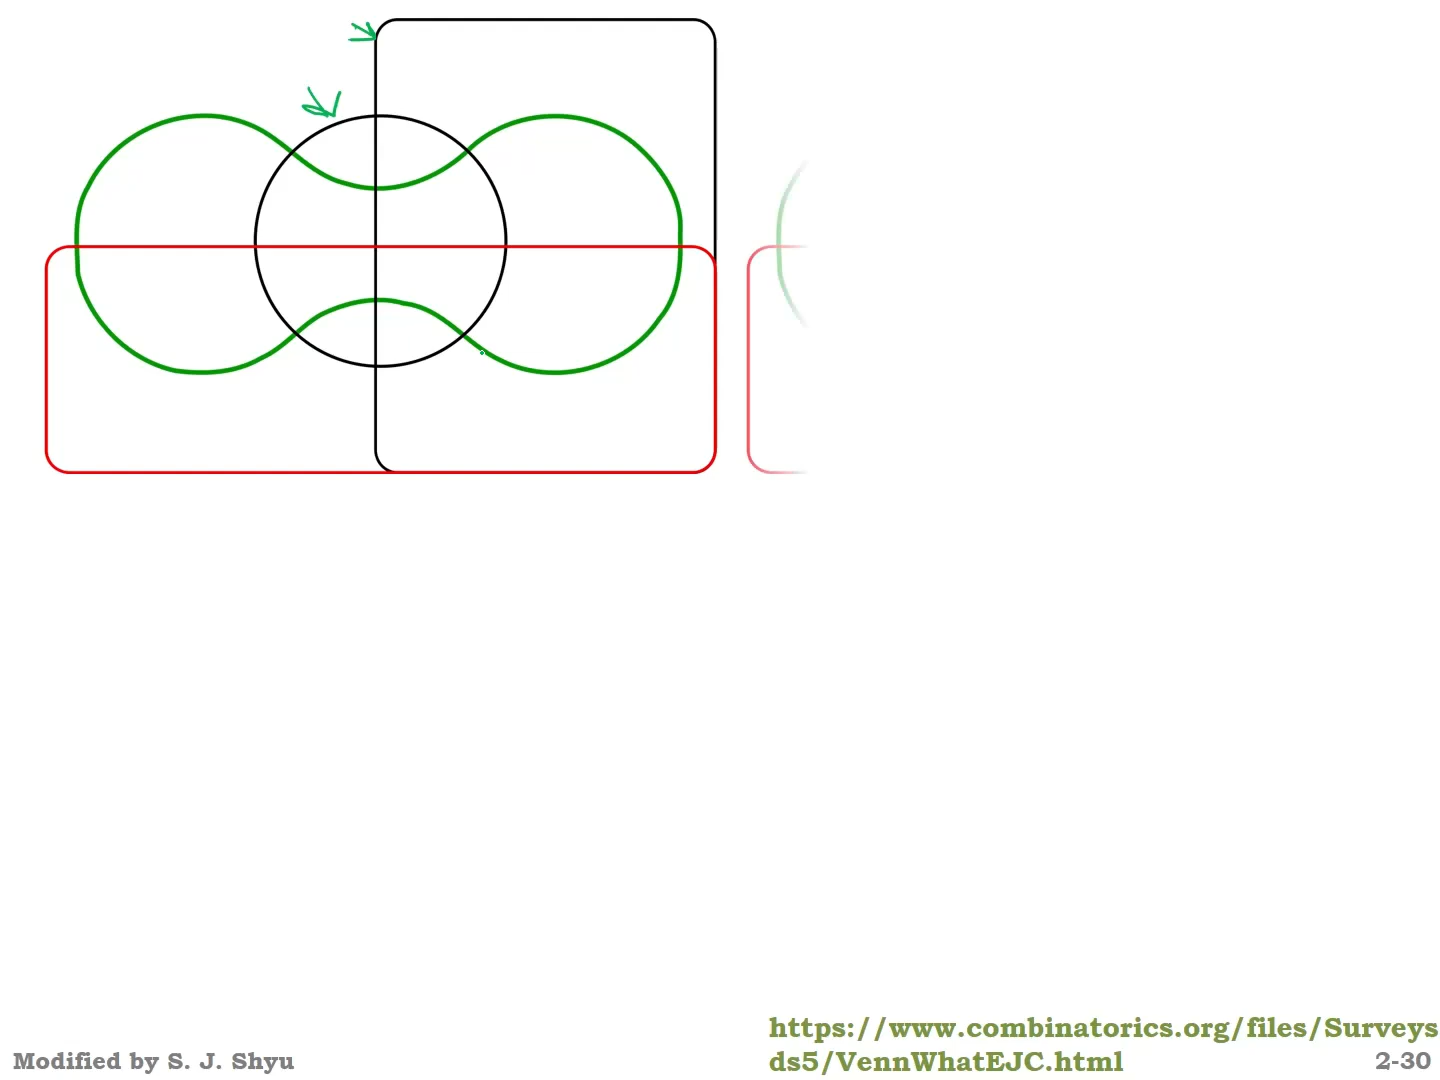 https://www.combinatorics.org/files/Surveys
ds5/VennWhatEJC.html
Modified by S. J. Shyu
2-30